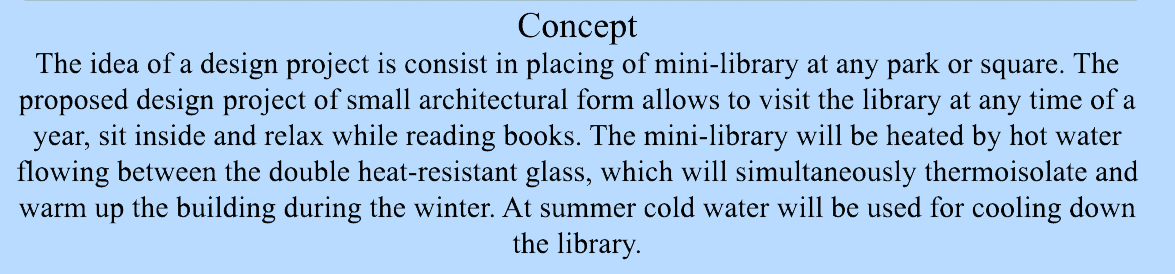 Concept
The idea of a design project is consist in placing of mini-library at any park or square. The
proposed design project of small architectural form allows to visit the library at any time of a
year, sit inside and relax while reading books. The mini-library will be heated by hot water
flowing between the double heat-resistant glass, which will simultaneously thermoisolate and
warm up the building during the winter. At summer cold water will be used for cooling down
the library.